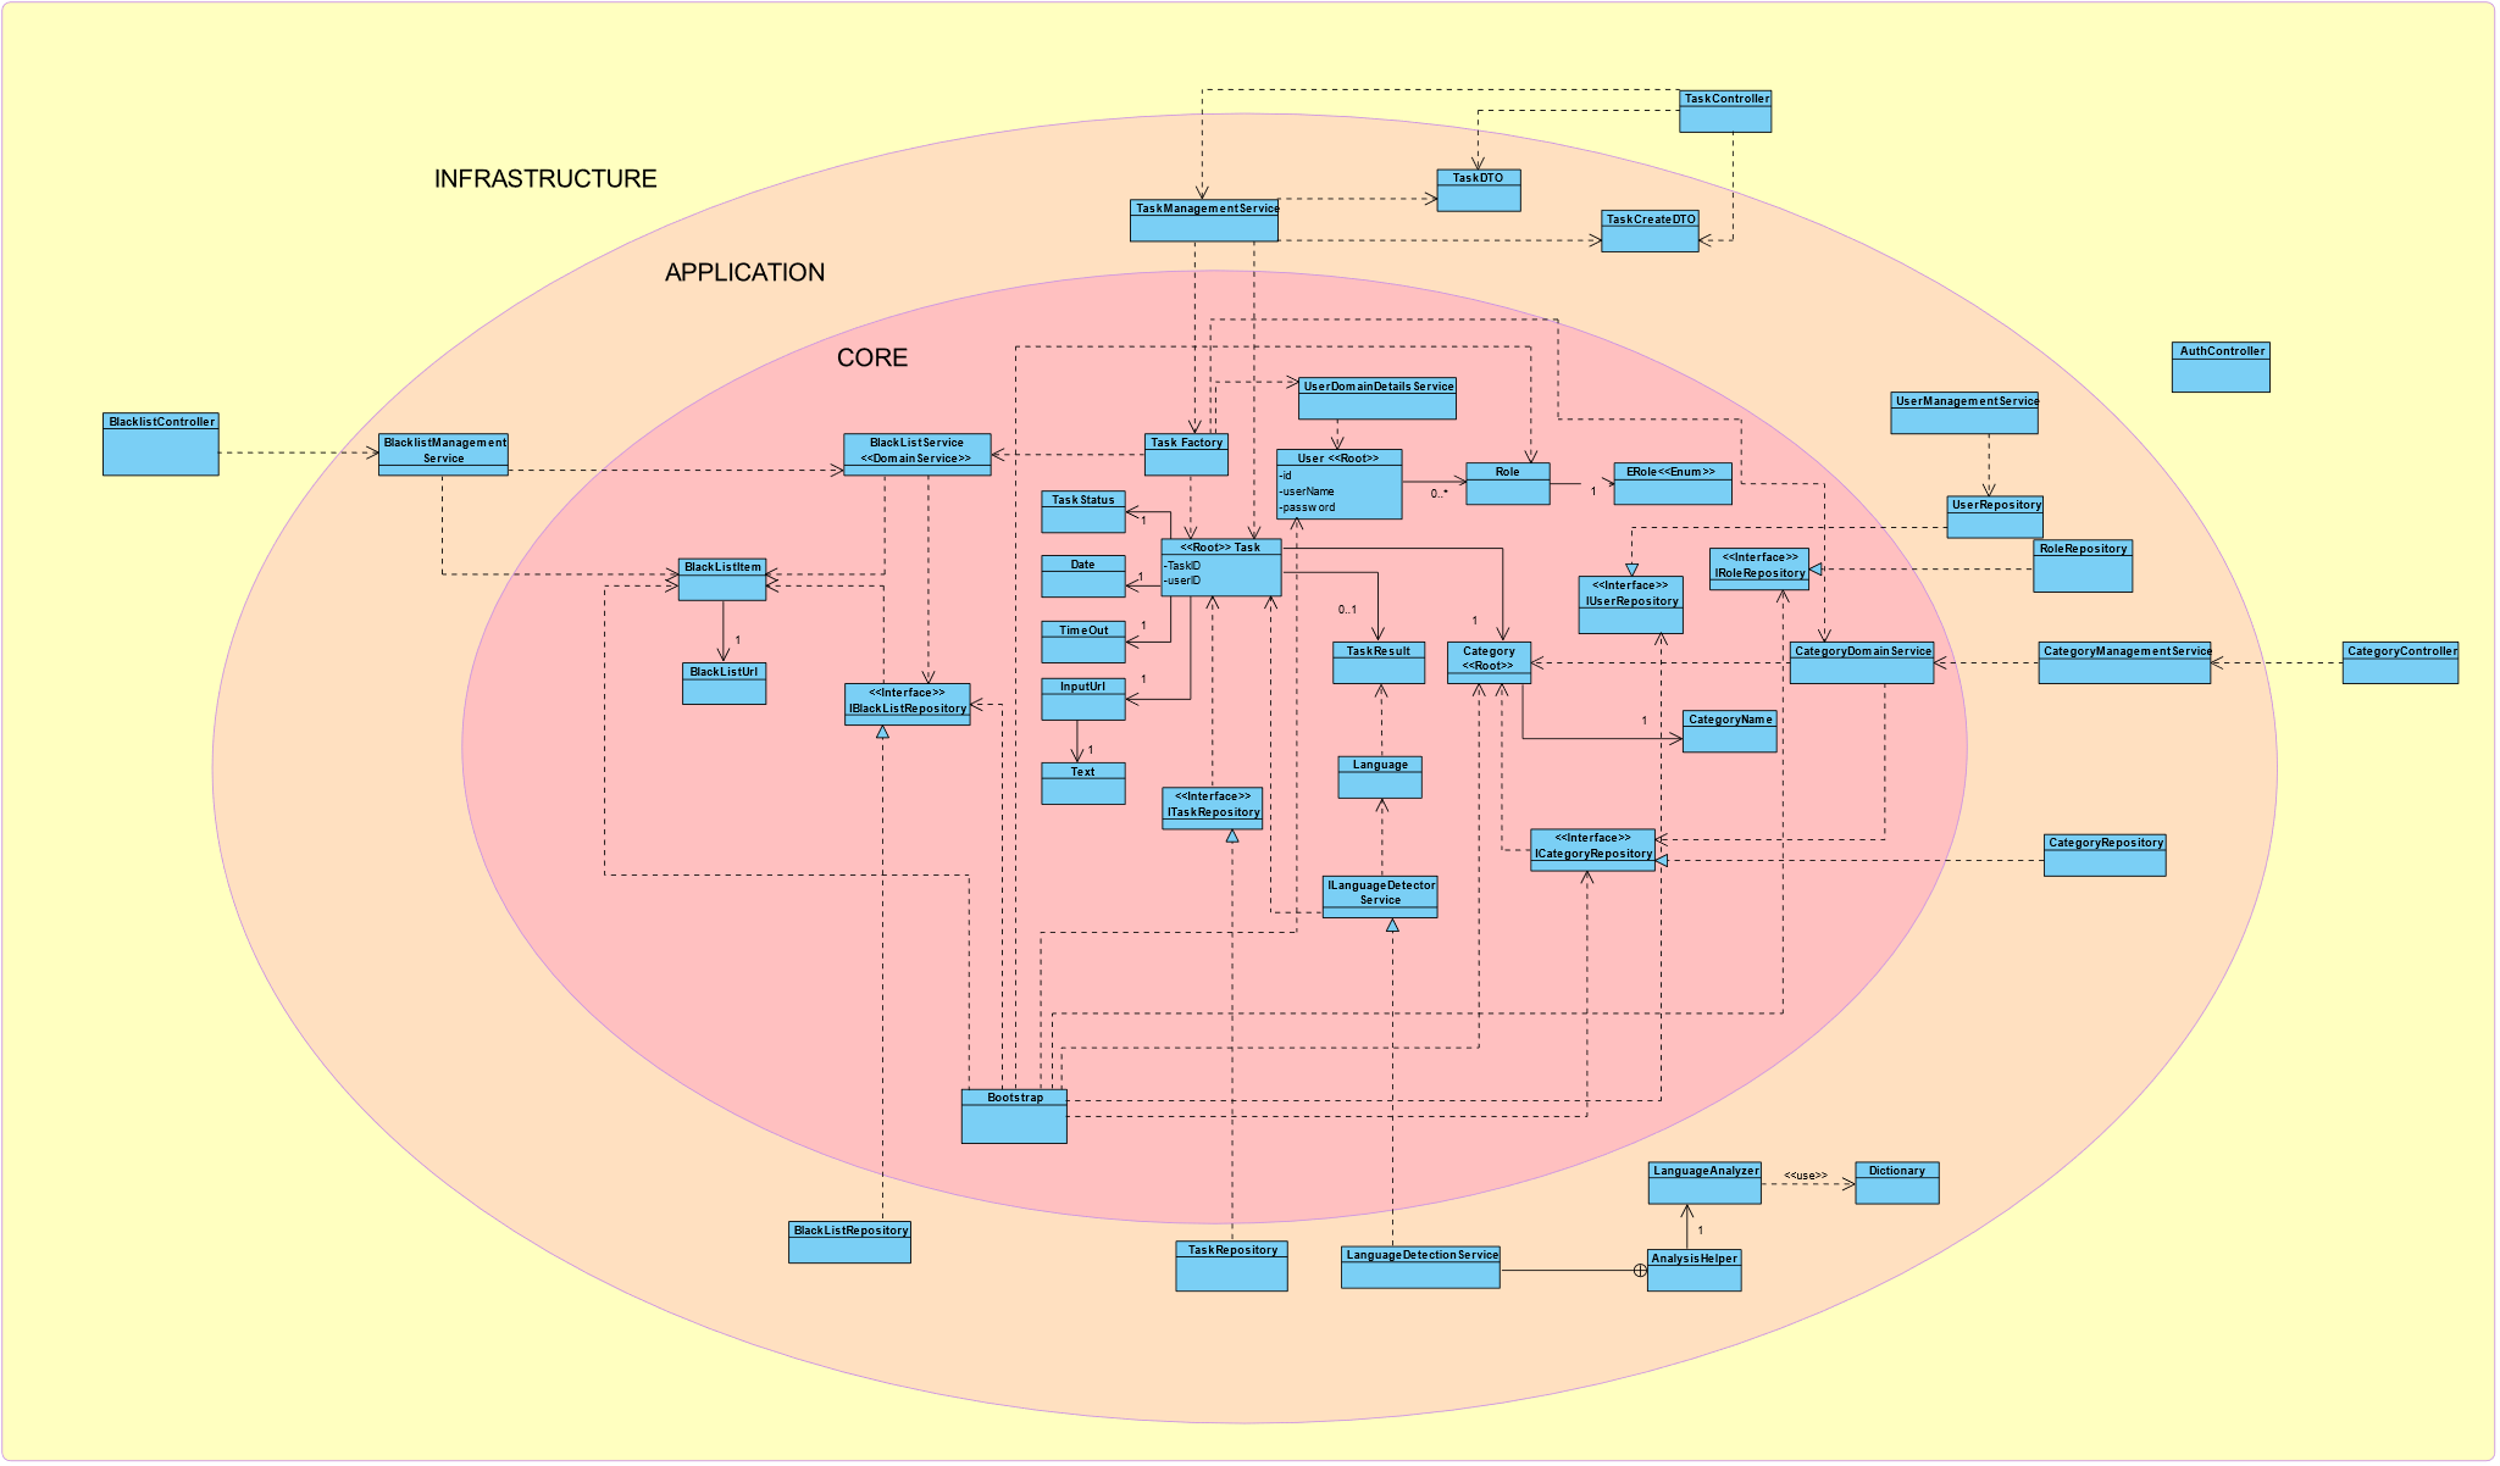 TaskController
INFRASTRUCTURE
TaskDTO
TaskManagementService
TaskCreateDTO
APPLICATION
CORE
AuthController
UserDomainDetailsService
UserManagementService
BlacklistController
BlacklistManagement
Service
BlackListService
<<DomainService>>
Task Factory
User <<Root>>
-id
-userName
-password
0..*
Role
1
ERole<<Enum>>
TaskStatus
1
UserRepository
<<Root>> Task
-TaskID
-userID
RoleRepository
<<Interface>>
IRoleRepository
Date
1
BlackListItem
<<Interface>>
IUserRepository
0..1
1
TimeOut
1
1
BlackListUrl
TaskResult
Category
<<Root>>
CategoryDomainService
CategoryManagementService
CategoryController
InputUrl
1
<<Interface>>
IBlackListRepository
1
CategoryName
1
Text
Language
<<Interface>>
ITaskRepository
<<Interface>>
ICategoryRepository
CategoryRepository
ILanguageDetector
Service
Bootstrap
LanguageAnalyzer
<<use>>
Dictionary
1
BlackListRepository
TaskRepository
LanguageDetectionService
AnalysisHelper